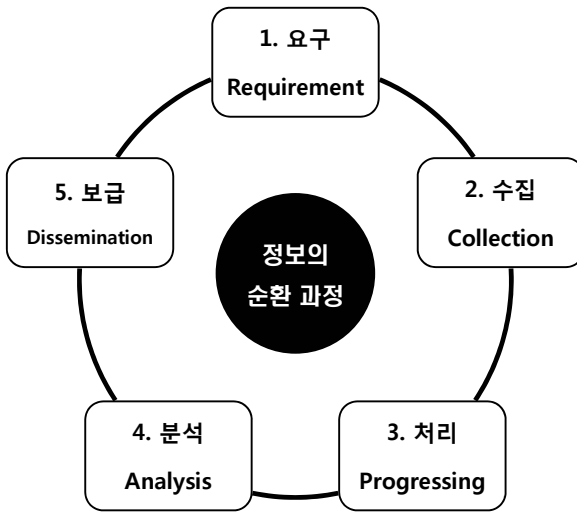 1. 요구
Requirement
2. 수집
Collection
3. 처리
Progressing
4. 분석
Analysis
5. 보급
Dissemination
정보의
순환 과정